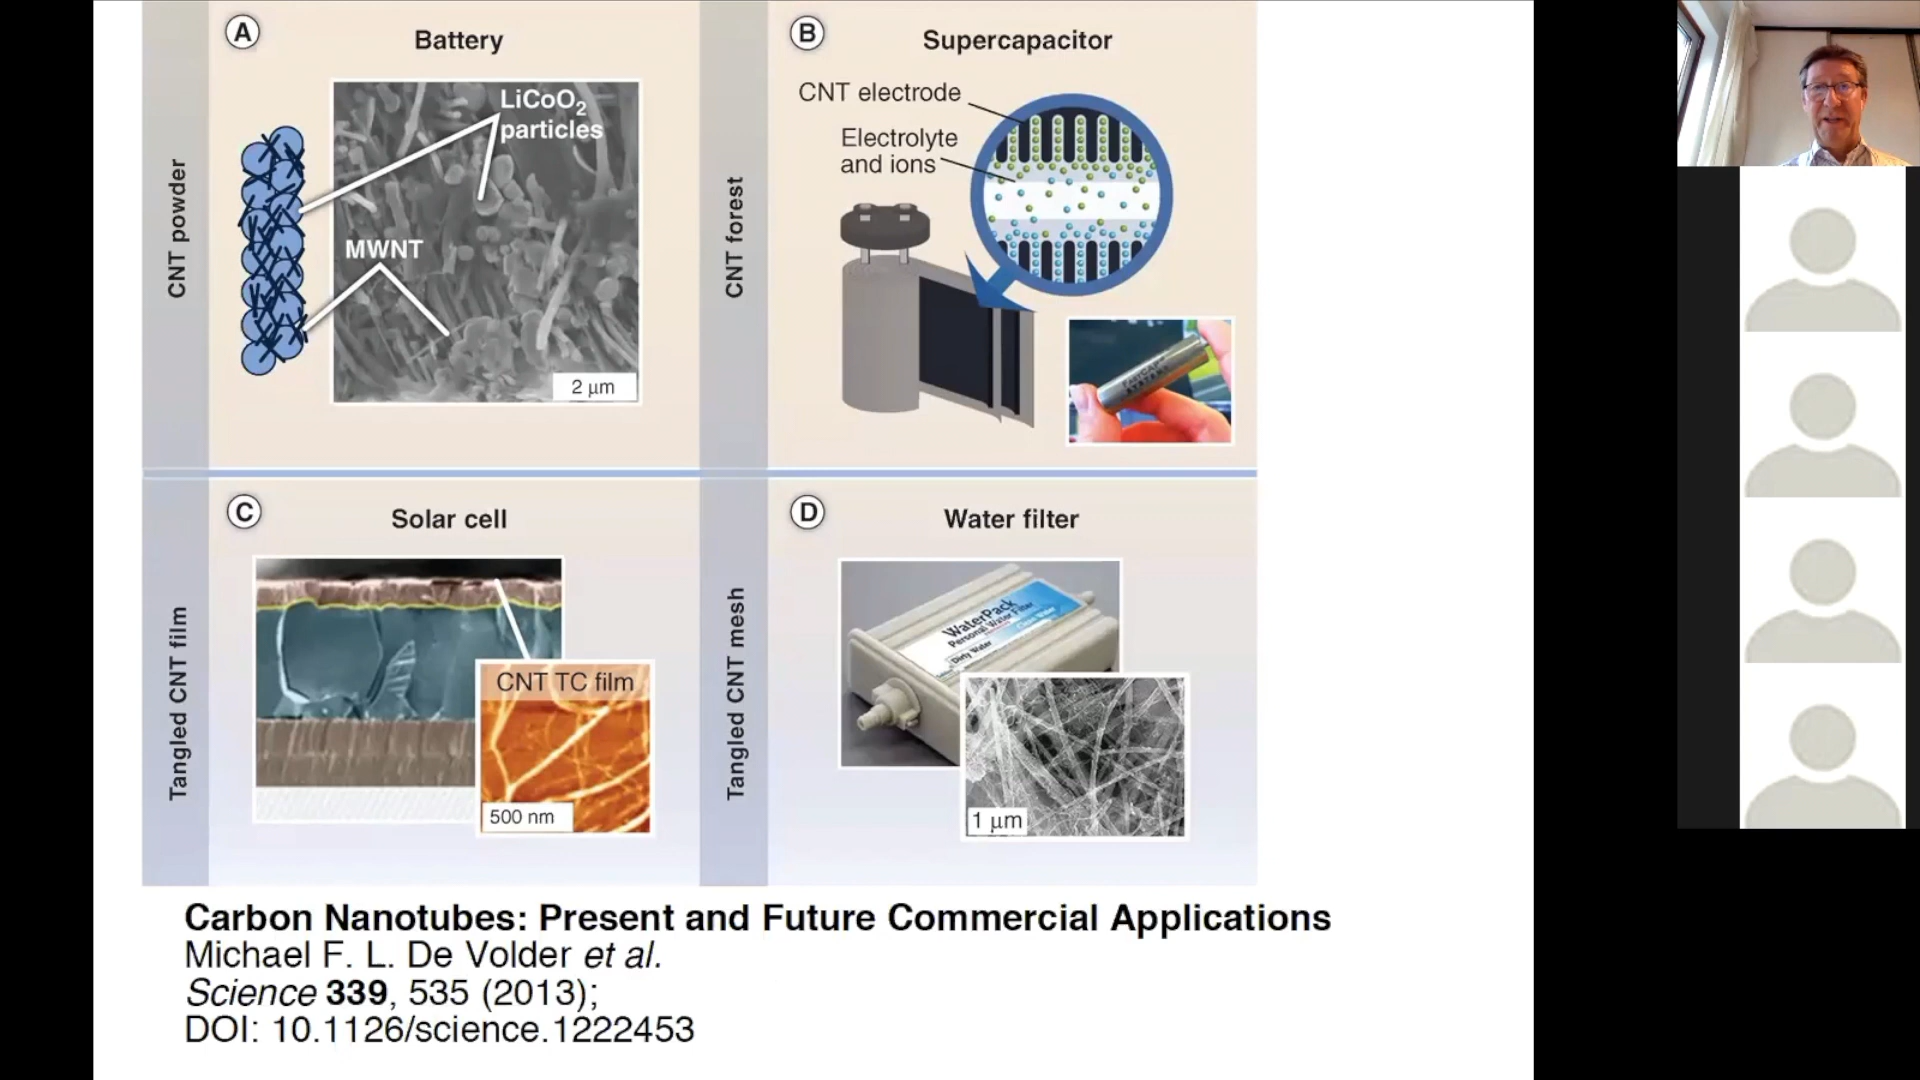 A
Battery
CNT powder
LiCoO2
particles
MWNT
2 μm
B
Supercapacitor
CNT forest
CNT electrode
Electrolyte
and ions
FastCAP
C
Solar cell
Tangled CNT film
CNT TC film
500 nm
D
Water filter
Tangled CNT mesh
WaterPack
Personal Water Filter
Clean Water
Dirty Water
1 μm
Carbon Nanotubes: Present and Future Commercial Applications
Michael F. L. De Volder et al.
Science 339, 535 (2013);
DOI: 10.1126/science.1222453